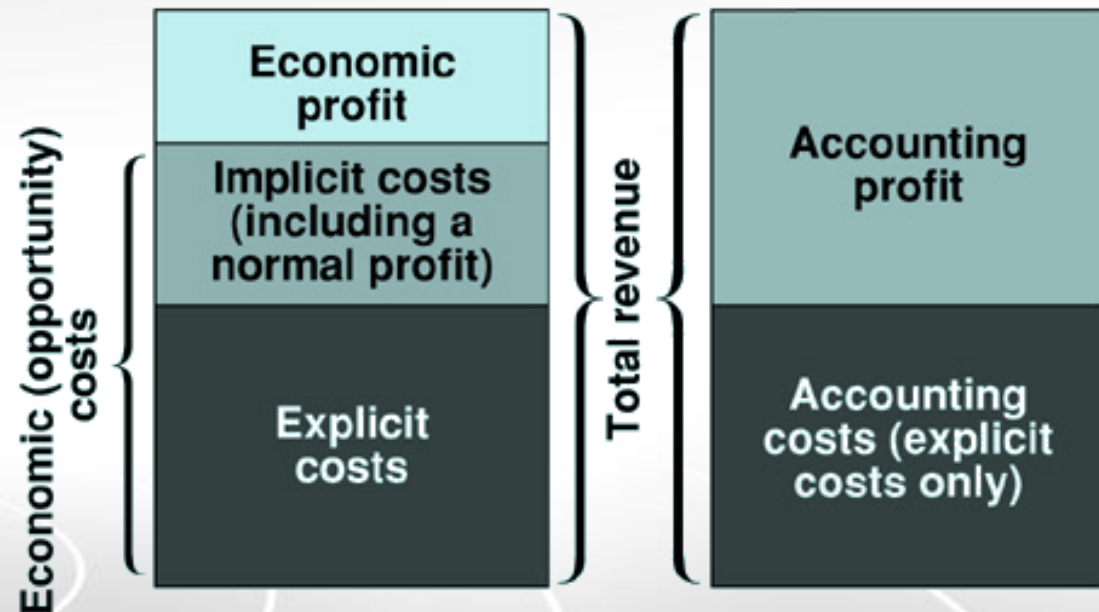 Economic (opportunity)
costs
Economic
profit
Implicit costs
(including a
normal profit)
Explicit
costs
Total revenue
Accounting
profit
Accounting
costs (explicit
costs only)